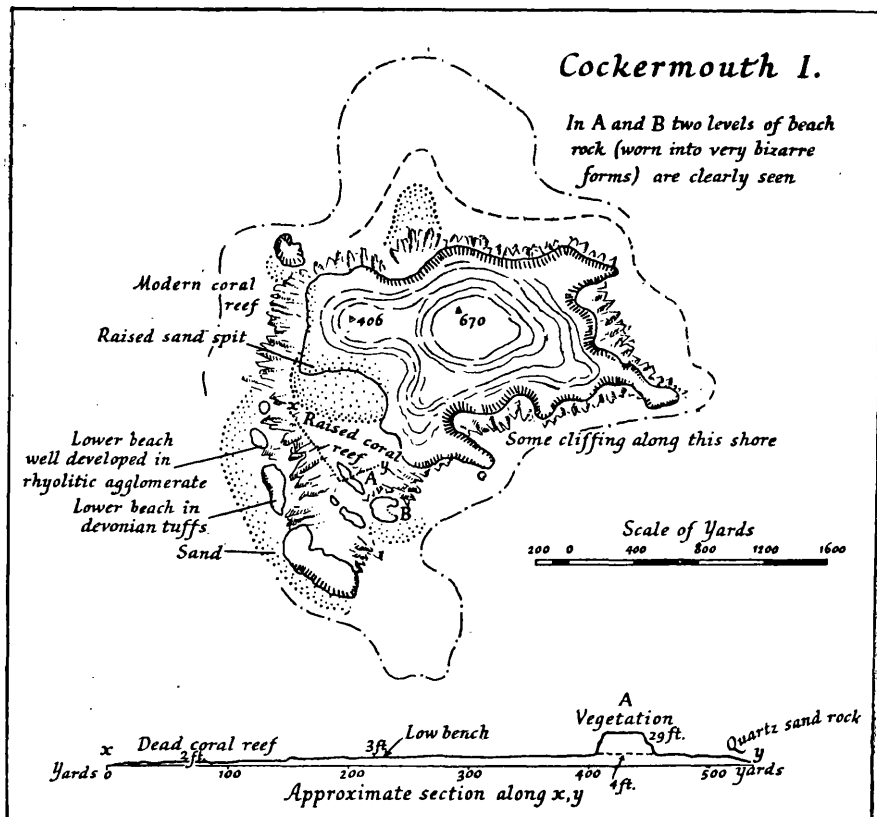 Cockermouth I.
In A and B two levels of beach
rock (worn into very bizarre
forms) are clearly seen
Modern coral
reef
406
670
Raised sand spit
x
Raised coral
reef
Some cliffing along this shore
Lower beach
well developed in
rhyolitic agglomerate
y
A
G
B
Lower beach in
devonian tuffs
Sand
Scale of Yards
200 0 400 800 1200 1600
A
Vegetation
29ft.
Quartz sand rock
x
Dead coral reef
2ft.
3ft.
Low bench
y
Yards 0 100 200 300 400 4ft. 500 yards
Approximate section along x,y